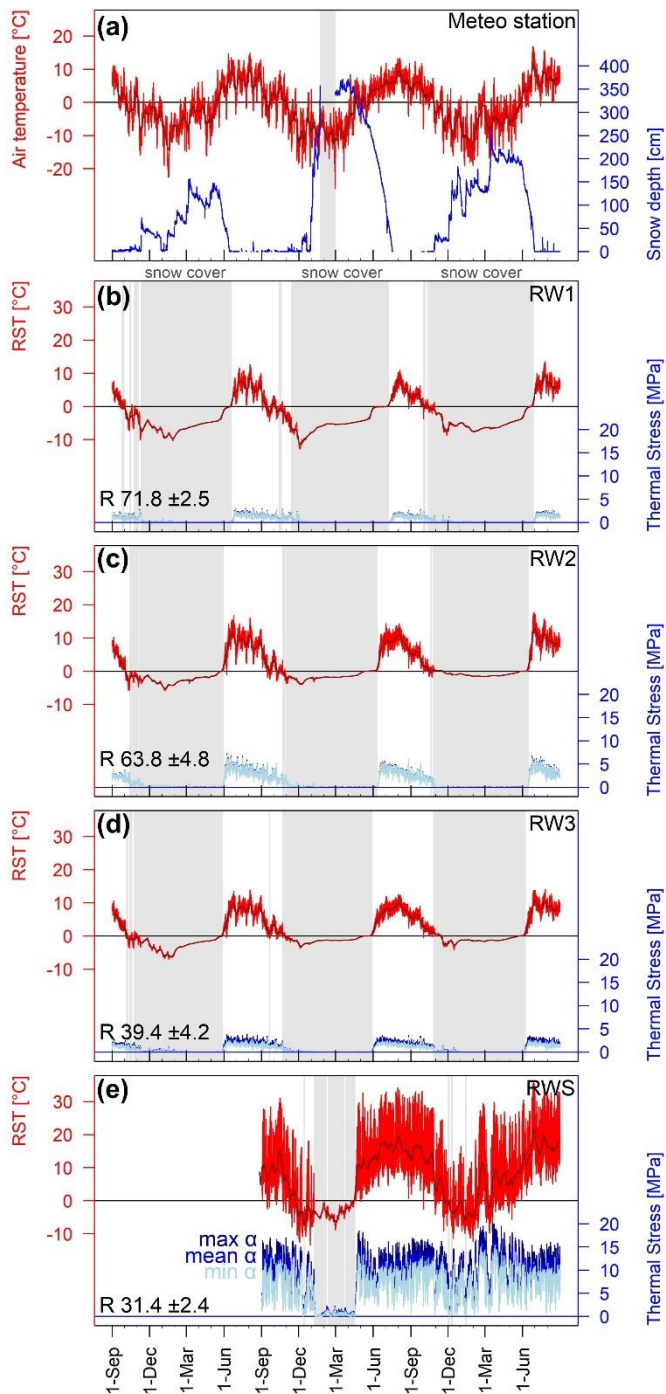 (a)
Meteo station
Air temperature [°C]
20
10
0
-10
-20
Snow depth [cm]
400
350
300
250
200
150
100
50
0
snow cover
snow cover
snow cover
(b)
RW1
RST [°C]
30
20
10
0
-10
Thermal Stress [MPa]
20
15
10
5
0
R 71.8 ±2.5
(c)
RW2
RST [°C]
30
20
10
0
-10
Thermal Stress [MPa]
20
15
10
5
0
R 63.8 ±4.8
(d)
RW3
RST [°C]
30
20
10
0
-10
Thermal Stress [MPa]
20
15
10
5
0
R 39.4 ±4.2
(e)
RWS
RST [°C]
30
20
10
0
-10
Thermal Stress [MPa]
20
15
10
5
0
max α
mean α
min α
R 31.4 ±2.4
1-Sep
1-Dec
1-Mar
1-Jun
1-Sep
1-Dec
1-Mar
1-Jun
1-Sep
1-Dec
1-Mar
1-Jun